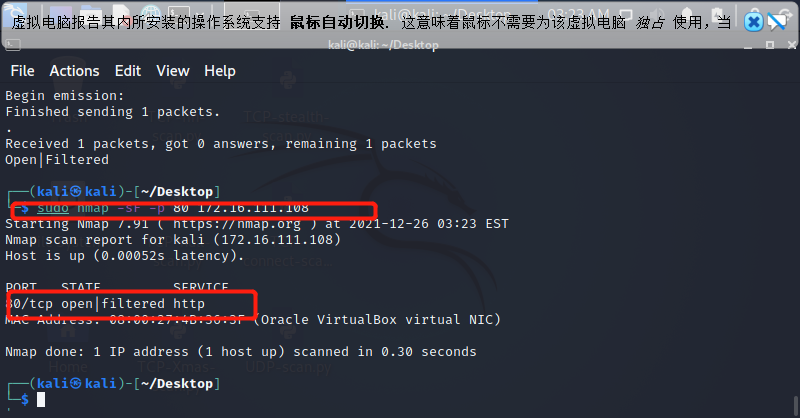 虚拟电脑报告其内所安装的操作系统支持 鼠标自动切换. 这意味着鼠标不需要为该虚拟电脑 独占 使用，当
kali@kali: ~/Desktop
File Actions Edit View Help
Begin emission:
Finished sending 1 packets.
.
Received 1 packets, got 0 answers, remaining 1 packets
Open|Filtered
┌──(kali㉿kali)-[~/Desktop]
└─$ sudo nmap -sF -p 80 172.16.111.108
Starting Nmap 7.91 ( https://nmap.org ) at 2021-12-26 03:23 EST
Nmap scan report for kali (172.16.111.108)
Host is up (0.00052s latency).
PORT STATE SERVICE
80/tcp open|filtered http
MAC Address: 08:00:27:4B:36:3F (Oracle VirtualBox virtual NIC)
Nmap done: 1 IP address (1 host up) scanned in 0.30 seconds
┌──(kali㉿kali)-[~/Desktop]
└─$